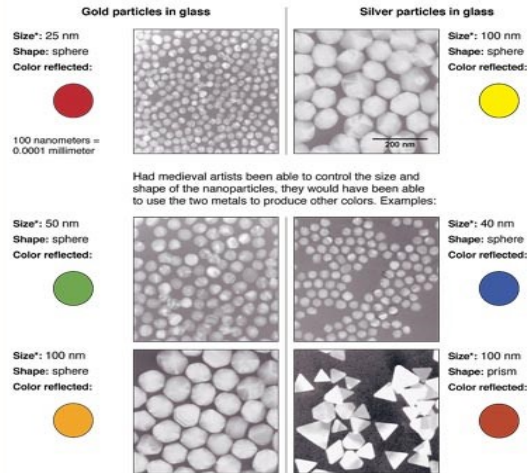 Gold particles in glass
Silver particles in glass
Size*: 25 nm
Shape: sphere
Color reflected:
100 nanometers =
0.0001 millimeter
Size*: 100 nm
Shape: sphere
Color reflected:
200 nm
Had medieval artists been able to control the size and
shape of the nanoparticles, they would have been able
to use the two metals to produce other colors. Examples:
Size*: 50 nm
Shape: sphere
Color reflected:
Size*: 40 nm
Shape: sphere
Color reflected:
Size*: 100 nm
Shape: sphere
Color reflected:
Size*: 100 nm
Shape: prism
Color reflected: